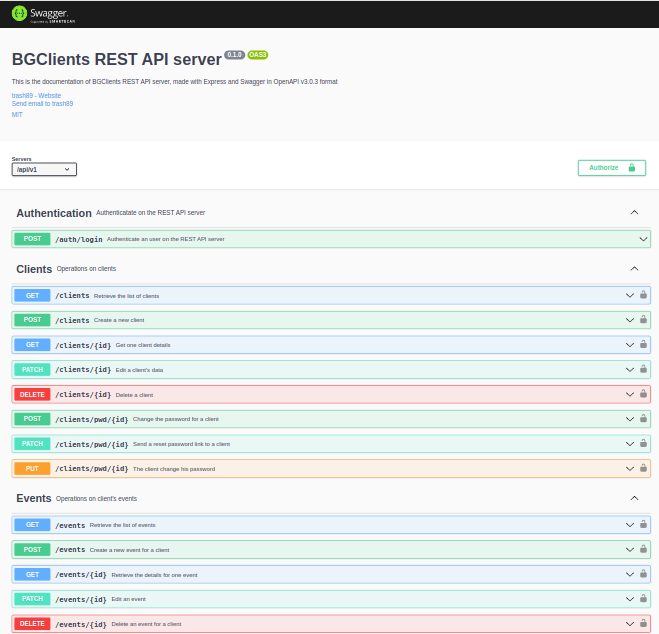 Swagger.
Supported by SMARTBEAR
BGClients REST API server 0.1.0 OAS3
This is the documentation of BGClients REST API server, made with Express and Swagger in OpenAPI v3.0.3 format
trash89 - Website
Send email to trash89
MIT
Servers
/api/v1
Authorize
Authentication Authenticatate on the REST API server
POST /auth/login Authenticate an user on the REST API server
Clients Operations on clients
GET /clients Retrieve the list of clients
POST /clients Create a new client
GET /clients/{id} Get one client details
PATCH /clients/{id} Edit a client's data
DELETE /clients/{id} Delete a client
POST /clients/pwd/{id} Change the password for a client
PATCH /clients/pwd/{id} Send a reset password link to a client
PUT /clients/pwd/{id} The client change his password
Events Operations on client's events
GET /events Retrieve the list of events
POST /events Create a new event for a client
GET /events/{id} Retrieve the details for one event
PATCH /events/{id} Edit an event
DELETE /events/{id} Delete an event for a client